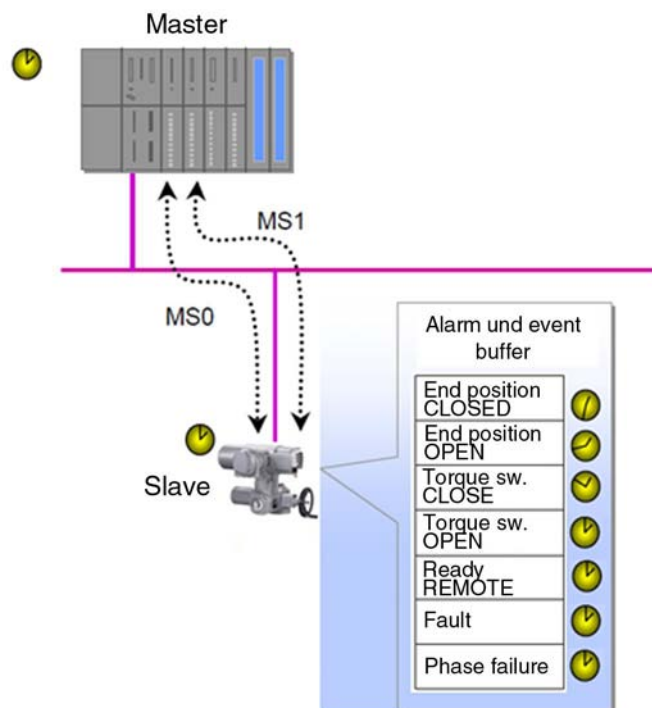 Master
MS1
MS0
Slave
Alarm und event
buffer
End position
CLOSED
End position
OPEN
Torque sw.
CLOSE
Torque sw.
OPEN
Ready
REMOTE
Fault
Phase failure